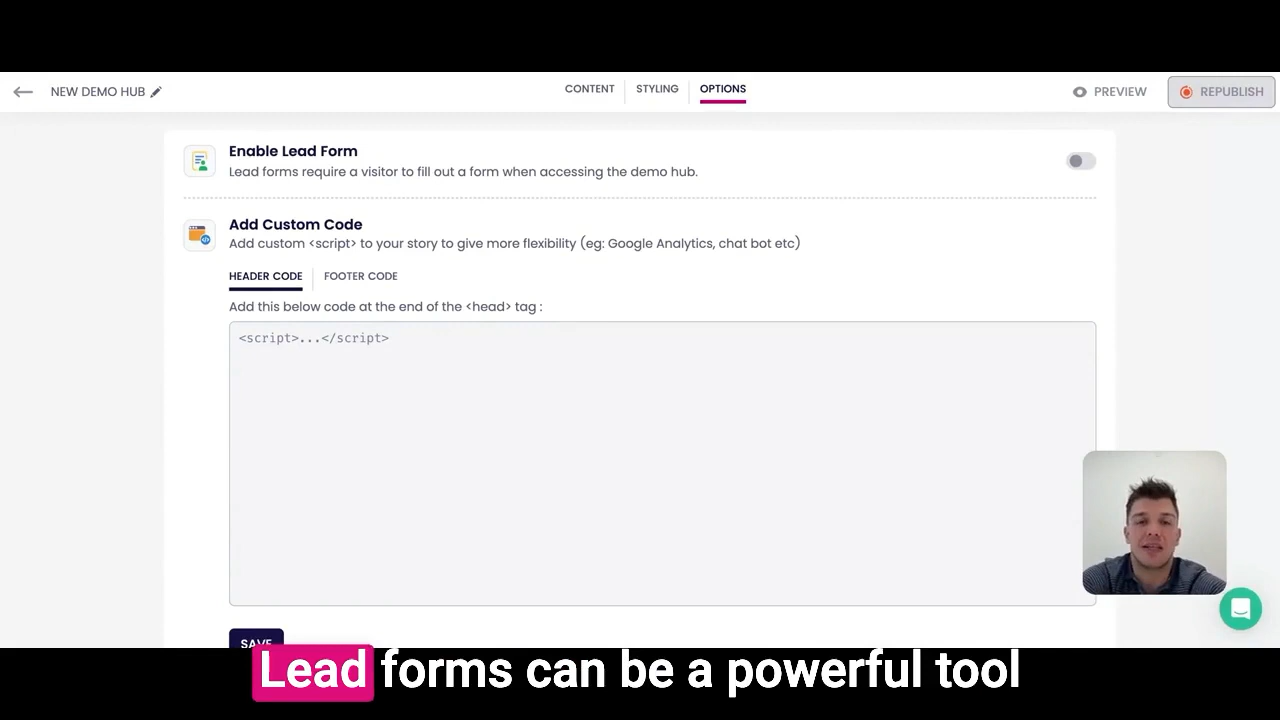 NEW DEMO HUB
CONTENT
STYLING
OPTIONS
PREVIEW
REPUBLISH
Enable Lead Form
Lead forms require a visitor to fill out a form when accessing the demo hub.
Add Custom Code
Add custom <script> to your story to give more flexibility (eg: Google Analytics, chat bot etc)
HEADER CODE
FOOTER CODE
Add this below code at the end of the <head> tag :
<script>...</script>
SAVE
Lead forms can be a powerful tool